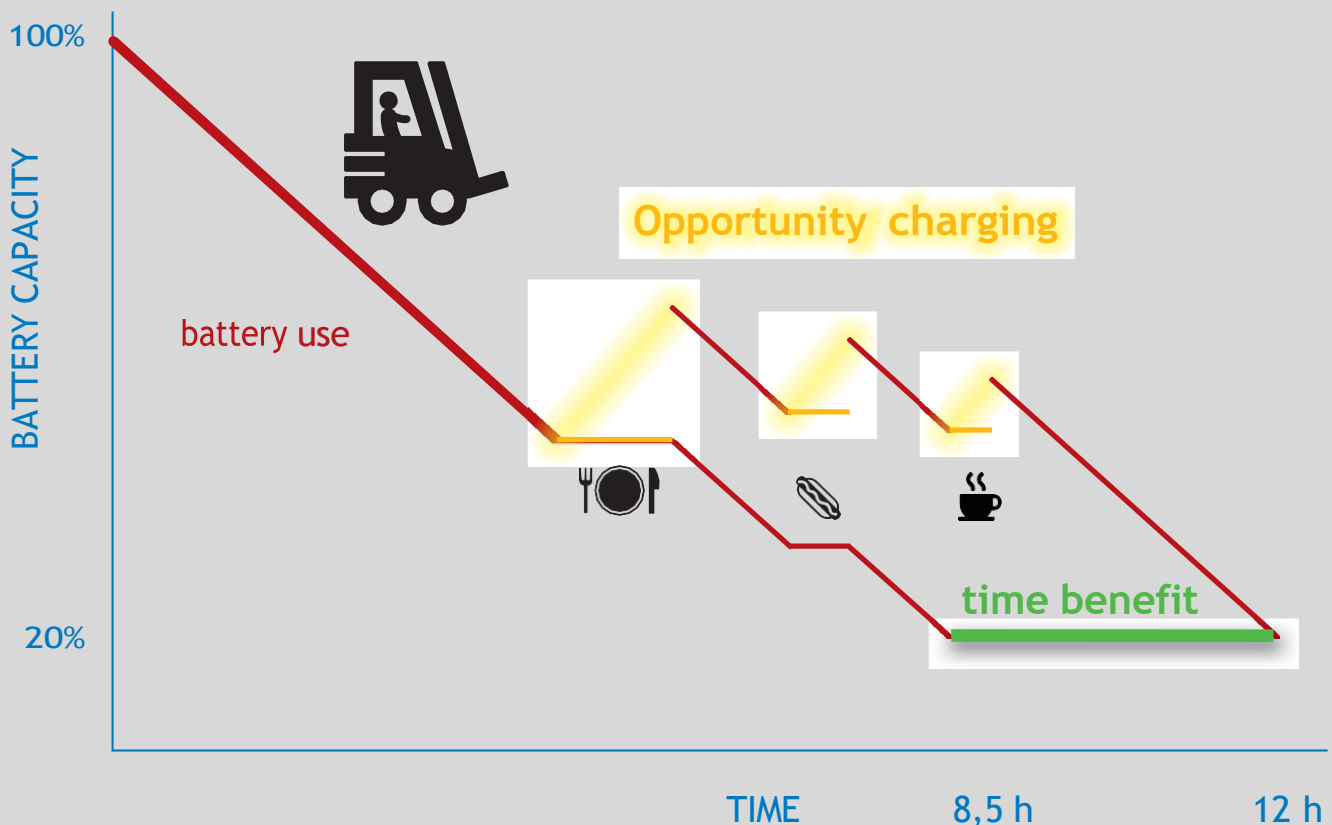 100%
BATTERY CAPACITY
Opportunity charging
battery use
time benefit
20%
TIME 8,5 h 12 h